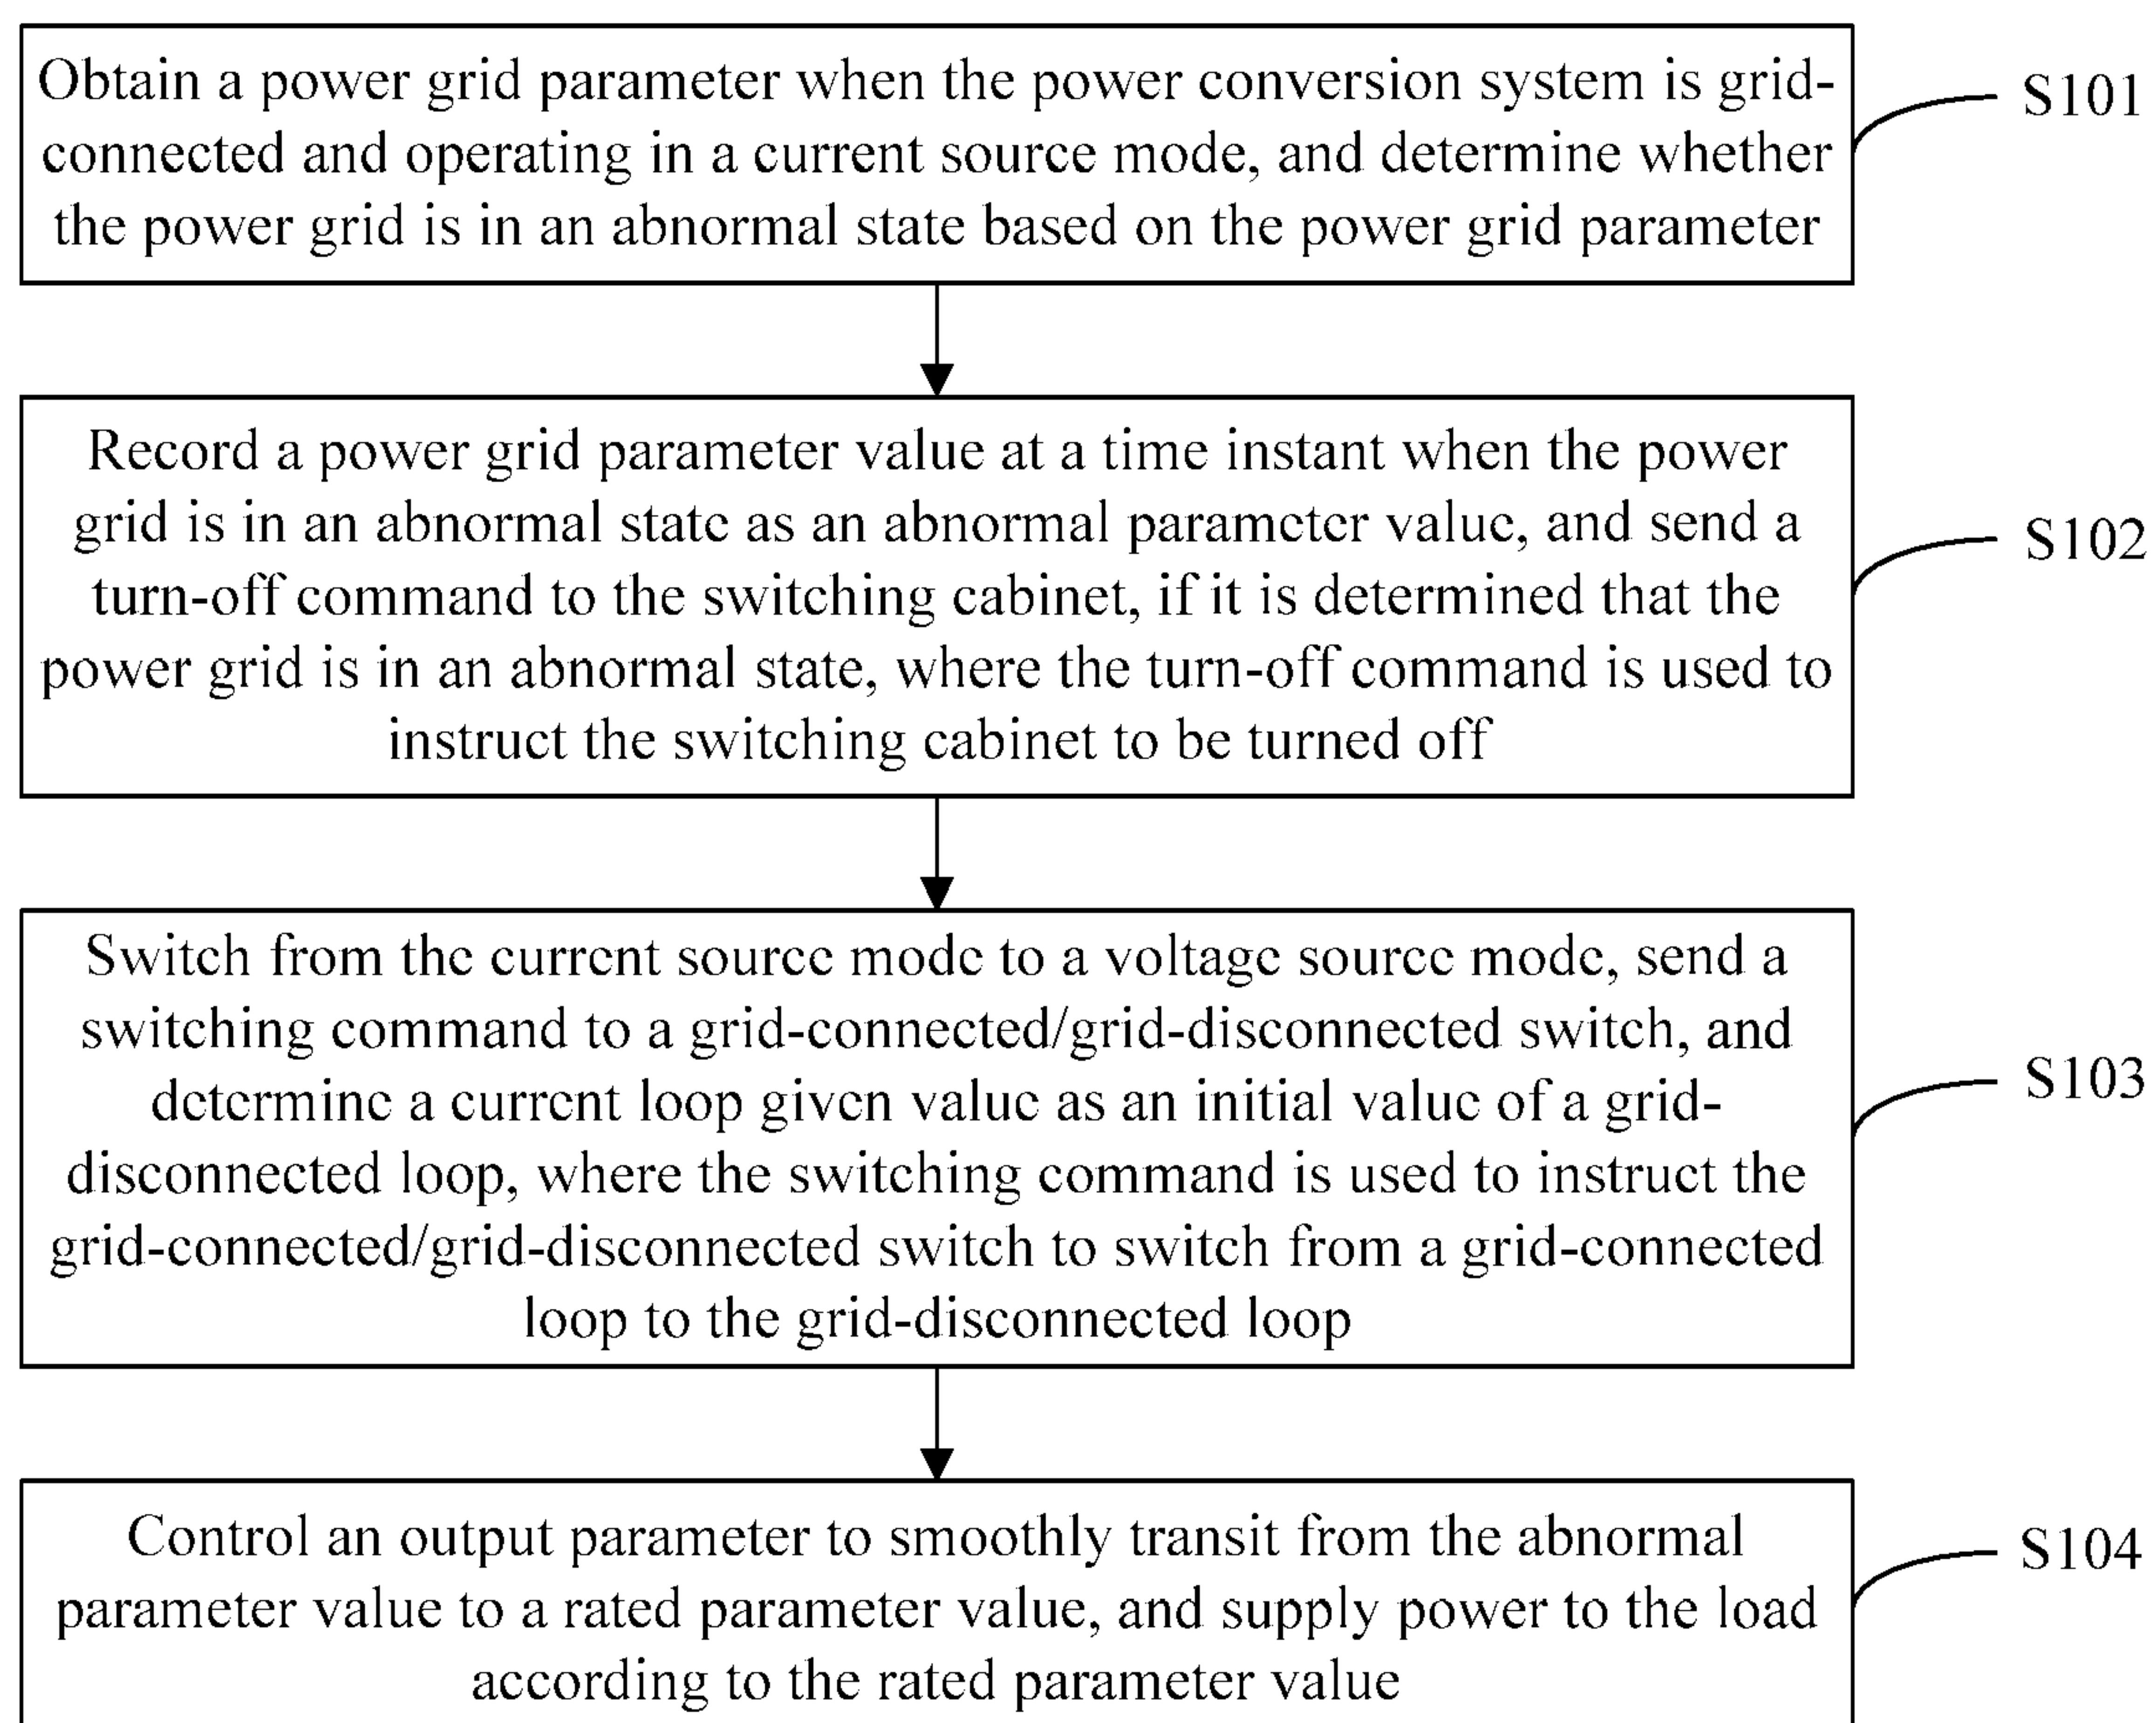 Obtain a power grid parameter when the power conversion system is grid-
connected and operating in a current source mode, and determine whether
the power grid is in an abnormal state based on the power grid parameter
S101
Record a power grid parameter value at a time instant when the power
grid is in an abnormal state as an abnormal parameter value, and send a
turn-off command to the switching cabinet, if it is determined that the
power grid is in an abnormal state, where the turn-off command is used to
instruct the switching cabinet to be turned off
S102
Switch from the current source mode to a voltage source mode, send a
switching command to a grid-connected/grid-disconnected switch, and
determine a current loop given value as an initial value of a grid-
disconnected loop, where the switching command is used to instruct the
grid-connected/grid-disconnected switch to switch from a grid-connected
loop to the grid-disconnected loop
S103
Control an output parameter to smoothly transit from the abnormal
parameter value to a rated parameter value, and supply power to the load
according to the rated parameter value
S104